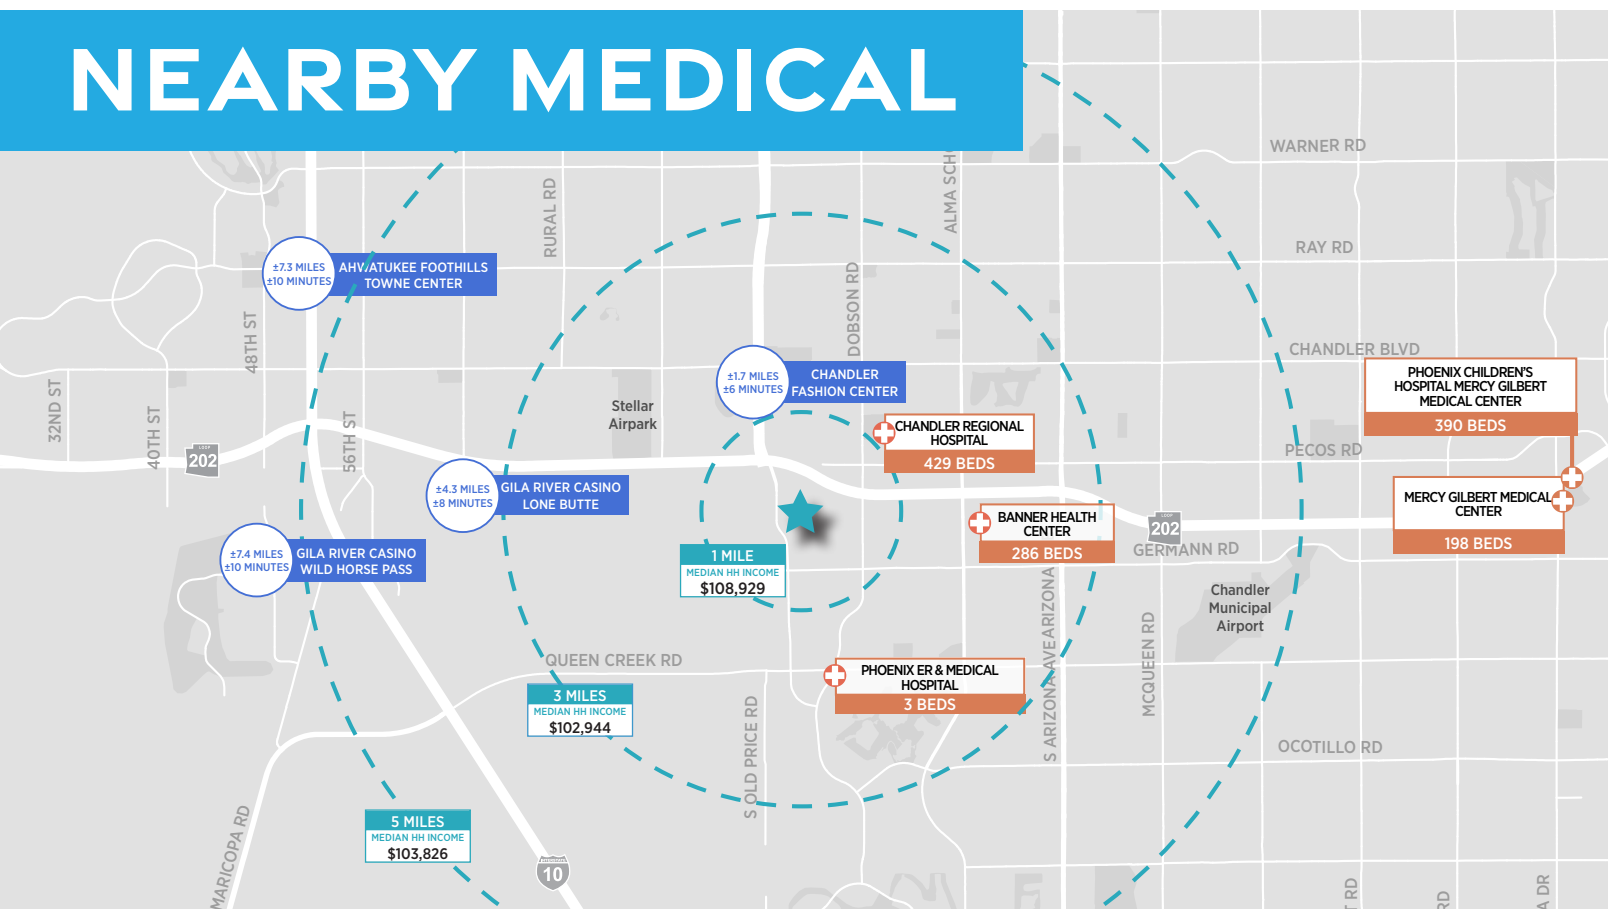 NEARBY MEDICAL
WARNER RD
ALMA SCH
RURAL RD
RAY RD
±7.3 MILES
±10 MINUTES
AHWATUKEE FOOTHILLS
TOWNE CENTER
DOBSON RD
48TH ST
CHANDLER BLVD
±1.7 MILES
±6 MINUTES
CHANDLER
FASHION CENTER
PHOENIX CHILDREN'S
HOSPITAL MERCY GILBERT
MEDICAL CENTER
390 BEDS
32ND ST
40TH ST
56TH ST
Stellar
Airpark
CHANDLER REGIONAL
HOSPITAL
429 BEDS
PECOS RD
LOOP
202
±4.3 MILES
±8 MINUTES
GILA RIVER CASINO
LONE BUTTE
MERCY GILBERT MEDICAL
CENTER
198 BEDS
BANNER HEALTH
CENTER
286 BEDS
LOOP
202
GERMANN RD
±7.4 MILES
±10 MINUTES
GILA RIVER CASINO
WILD HORSE PASS
1 MILE
MEDIAN HH INCOME
$108,929
Chandler
Municipal
Airport
S ARIZONA AVE ARIZONA
MCQUEEN RD
QUEEN CREEK RD
PHOENIX ER & MEDICAL
HOSPITAL
3 BEDS
3 MILES
MEDIAN HH INCOME
$102,944
S OLD PRICE RD
OCOTILLO RD
5 MILES
MEDIAN HH INCOME
$103,826
MARICOPA RD
10
T RD
RD
A DR